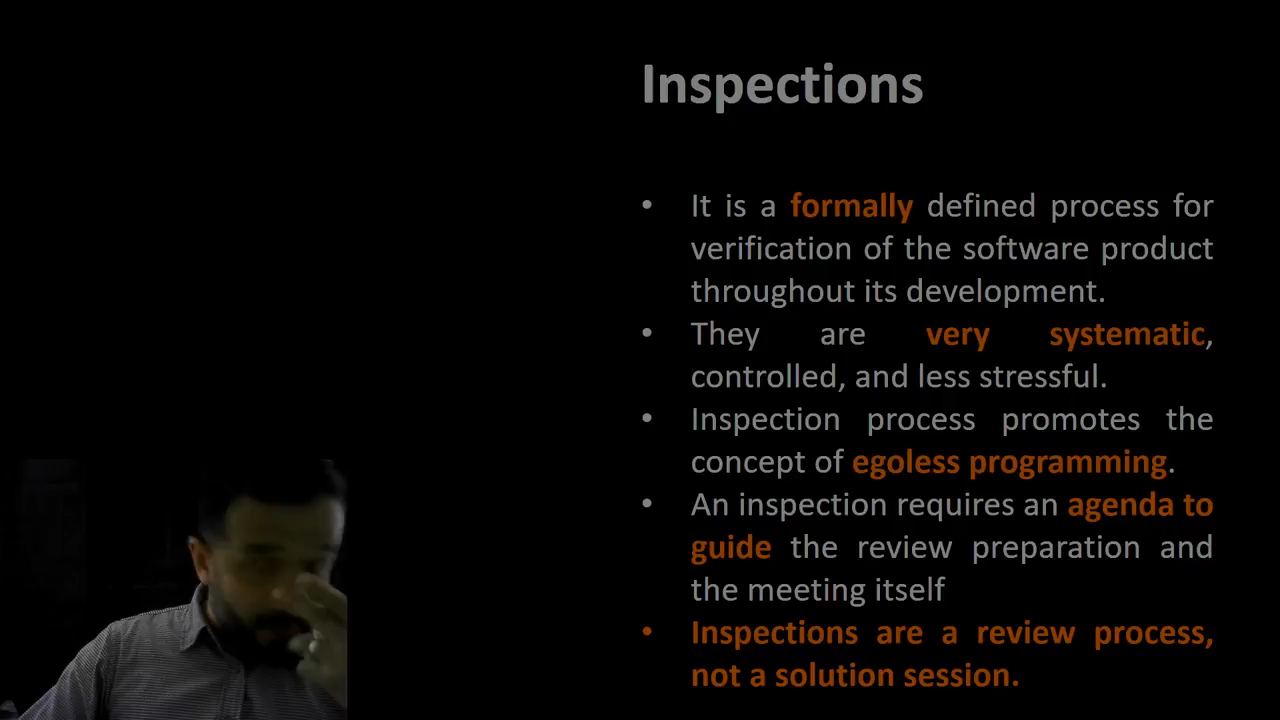 Inspections
• It is a formally defined process for
verification of the software product
throughout its development.
• They are very systematic,
controlled, and less stressful.
• Inspection process promotes the
concept of egoless programming.
• An inspection requires an agenda to
guide the review preparation and
the meeting itself
• Inspections are a review process,
not a solution session.